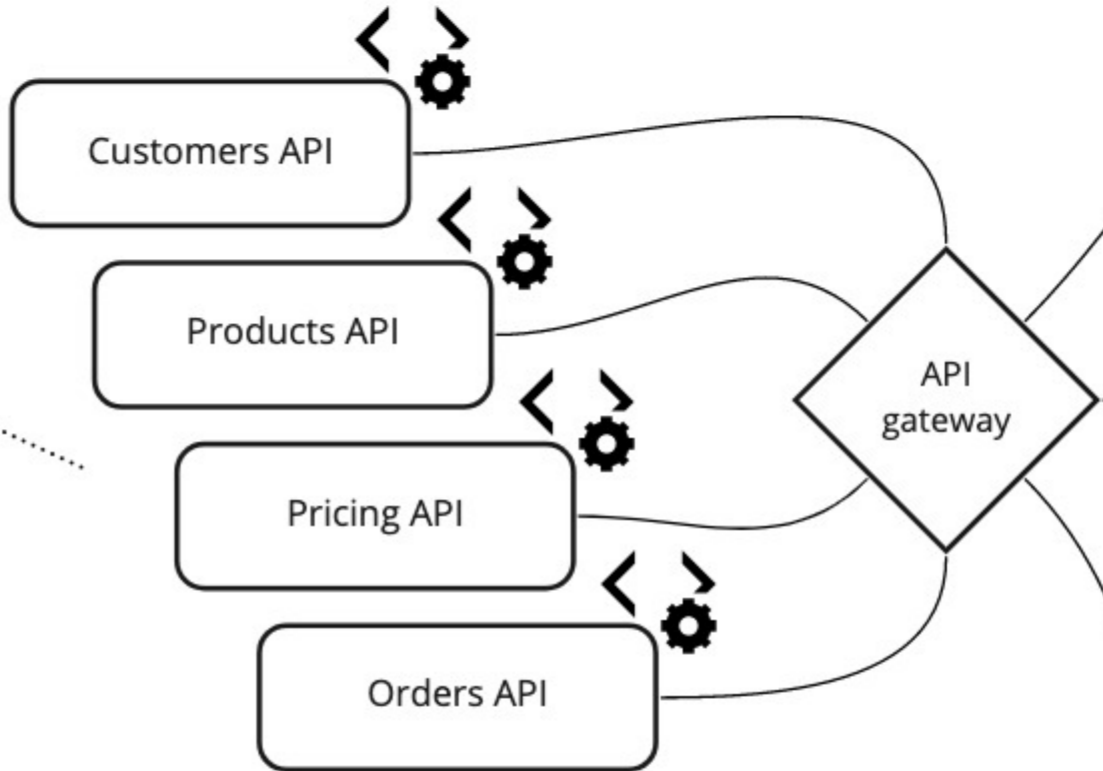 Customers API
Products API
API
gateway
Pricing API
Orders API